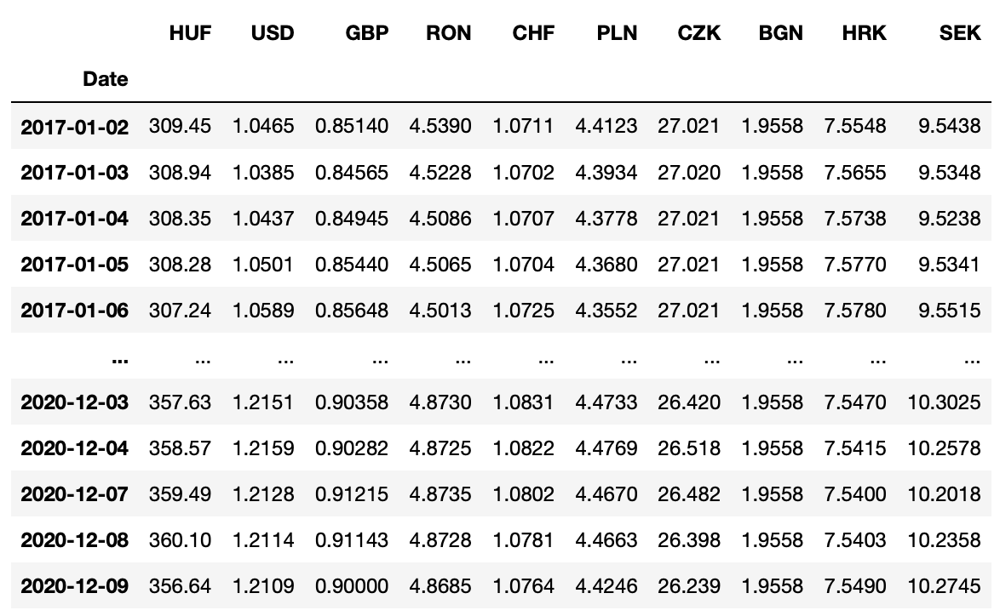 HUF USD GBP RON CHF PLN CZK BGN HRK SEK
Date
2017-01-02 309.45 1.0465 0.85140 4.5390 1.0711 4.4123 27.021 1.9558 7.5548 9.5438
2017-01-03 308.94 1.0385 0.84565 4.5228 1.0702 4.3934 27.020 1.9558 7.5655 9.5348
2017-01-04 308.35 1.0437 0.84945 4.5086 1.0707 4.3778 27.021 1.9558 7.5738 9.5238
2017-01-05 308.28 1.0501 0.85440 4.5065 1.0704 4.3680 27.021 1.9558 7.5770 9.5341
2017-01-06 307.24 1.0589 0.85648 4.5013 1.0725 4.3552 27.021 1.9558 7.5780 9.5515
... ... ... ... ... ... ... ... ... ... ...
2020-12-03 357.63 1.2151 0.90358 4.8730 1.0831 4.4733 26.420 1.9558 7.5470 10.3025
2020-12-04 358.57 1.2159 0.90282 4.8725 1.0822 4.4769 26.518 1.9558 7.5415 10.2578
2020-12-07 359.49 1.2128 0.91215 4.8735 1.0802 4.4670 26.482 1.9558 7.5400 10.2018
2020-12-08 360.10 1.2114 0.91143 4.8728 1.0781 4.4663 26.398 1.9558 7.5403 10.2358
2020-12-09 356.64 1.2109 0.90000 4.8685 1.0764 4.4246 26.239 1.9558 7.5490 10.2745